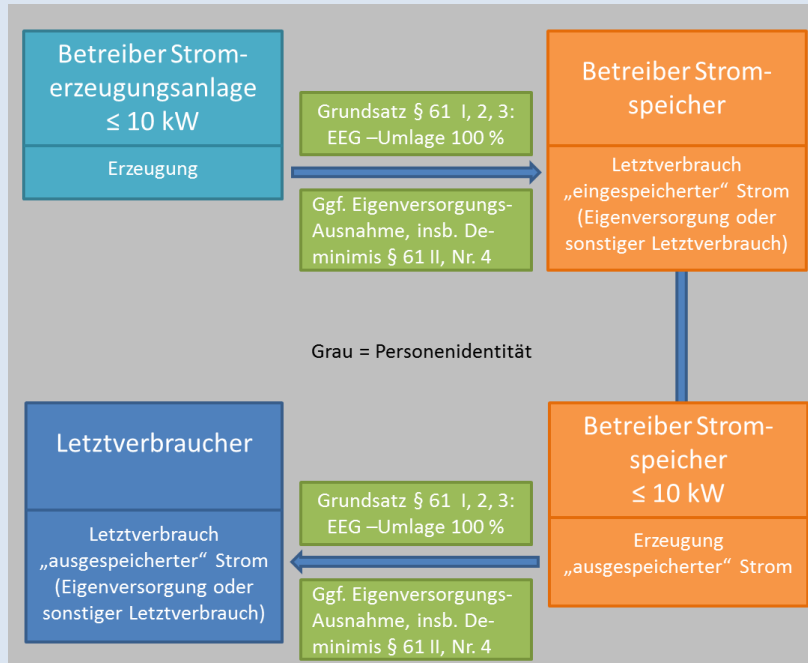 Betreiber Strom-
erzeugungsanlage
≤ 10 kW
Erzeugung
Grundsatz § 61 I, 2, 3:
EEG –Umlage 100 %
Ggf. Eigenversorgungs-
Ausnahme, insb. De-
minimis § 61 II, Nr. 4
Betreiber Strom-
speicher
Letztverbrauch
„eingespeicherter“ Strom
(Eigenversorgung oder
sonstiger Letztverbrauch)
Grau = Personenidentität
Betreiber Strom-
speicher
≤ 10 kW
Erzeugung
„ausgespeicherter“ Strom
Grundsatz § 61 I, 2, 3:
EEG –Umlage 100 %
Ggf. Eigenversorgungs-
Ausnahme, insb. De-
minimis § 61 II, Nr. 4
Letztverbraucher
Letztverbrauch
„ausgespeicherter“ Strom
(Eigenversorgung oder
sonstiger Letztverbrauch)